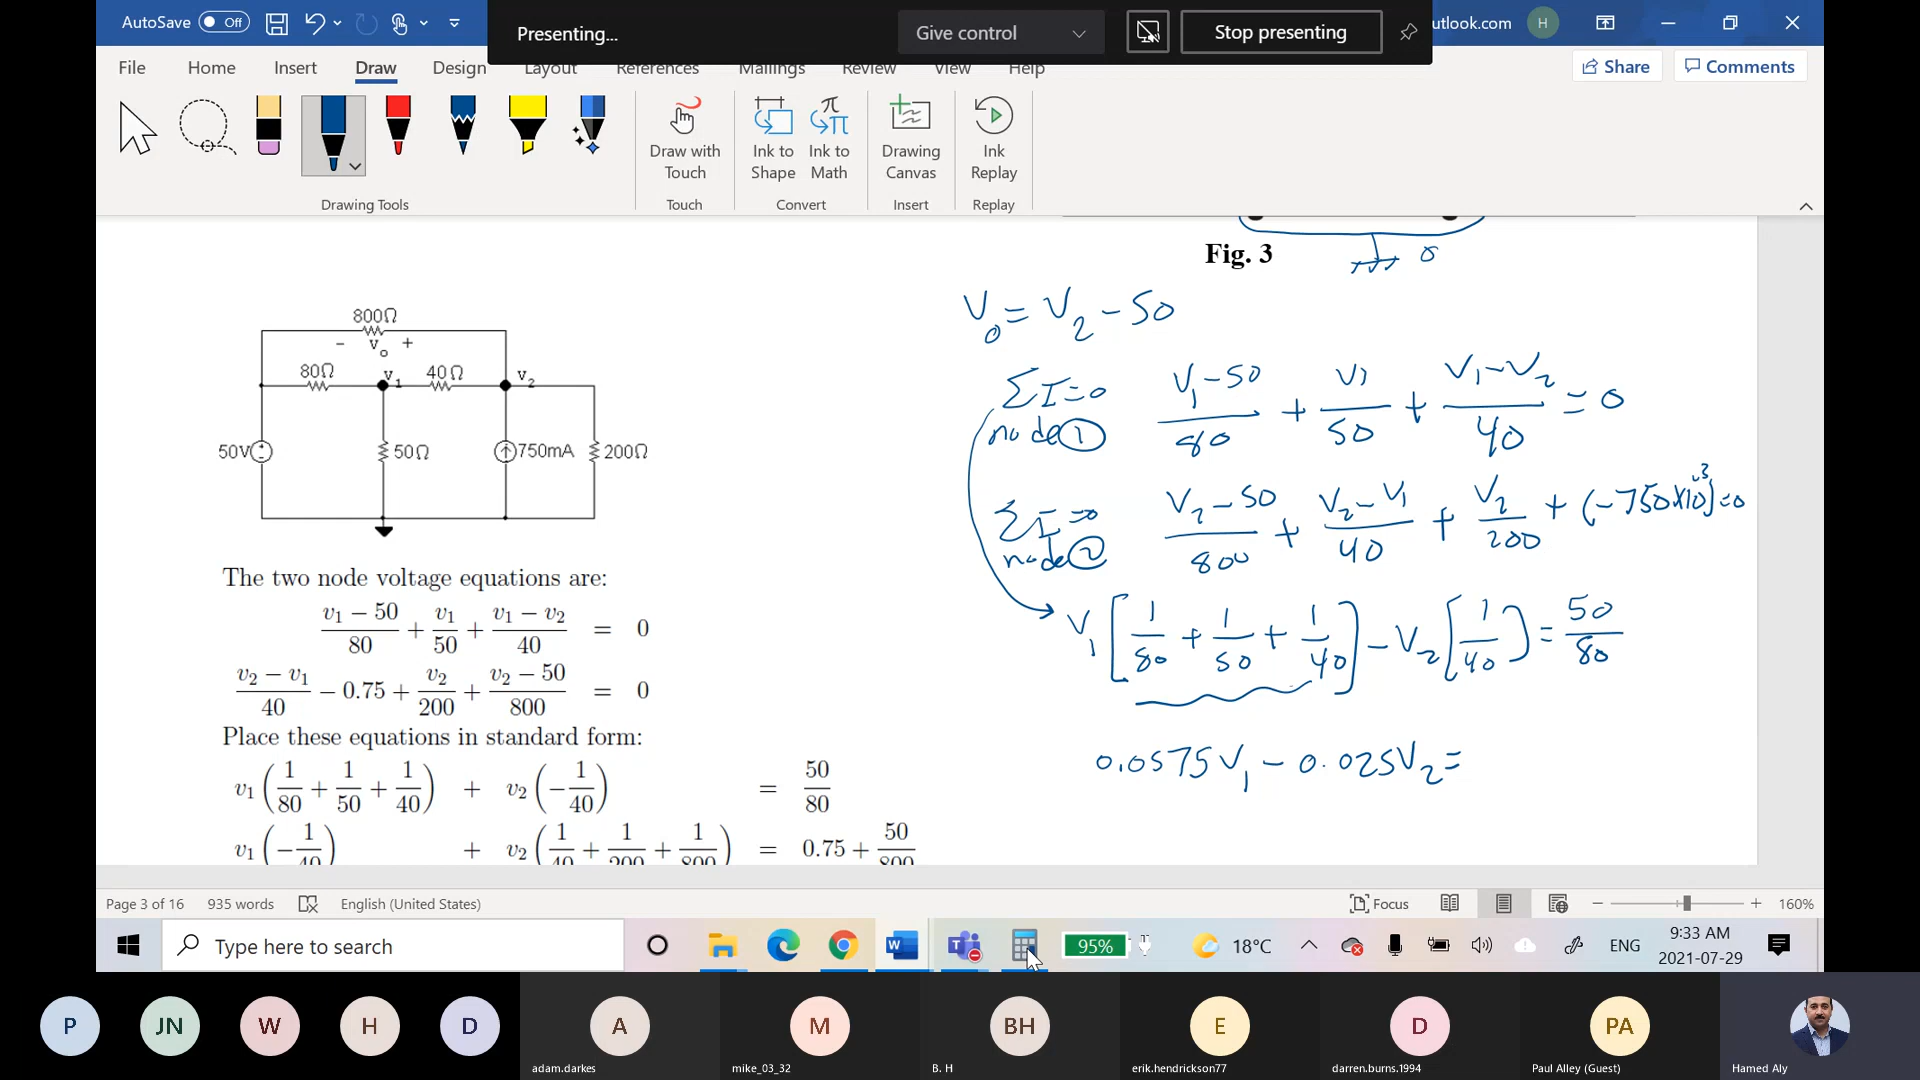 AutoSave Off
Presenting...
Give control
Stop presenting
utlook.com
H
File Home Insert Draw Design Layout References Mailings Review View Help
Share
Comments
Draw with Touch
Ink to Shape
Ink to Math
Drawing Canvas
Ink Replay
Drawing Tools
Touch
Convert
Insert
Replay
Fig. 3
0
800Ω
− v₀ +
80Ω v₁ 40Ω v₂
50V 50Ω 750mA 200Ω
The two node voltage equations are:
(v₁ − 50)/80 + v₁/50 + (v₁ − v₂)/40 = 0
(v₂ − v₁)/40 − 0.75 + v₂/200 + (v₂ − 50)/800 = 0
Place these equations in standard form:
v₁(1/80 + 1/50 + 1/40) + v₂(−1/40) = 50/80
v₁(−1/40) + v₂(1/40 + 1/200 + 1/800) = 0.75 + 50/800
V₀ = V₂ − 50
ΣI=0
node ①
(V₁ − 50)/80 + V₁/50 + (V₁ − V₂)/40 = 0
ΣI=0
node ②
(V₂ − 50)/800 + (V₂ − V₁)/40 + V₂/200 + (−750×10⁻³)=0
V₁[1/80 + 1/50 + 1/40] − V₂[1/40] = 50/80
0.0575V₁ − 0.025V₂ =
Page 3 of 16
935 words
English (United States)
Focus
160%
Type here to search
95%
18°C
ENG
9:33 AM
2021-07-29
P JN W H D A M BH E D PA
adam.darkes
mike_03_32
B. H
erik.hendrickson77
darren.burns.1994
Paul Alley (Guest)
Hamed Aly